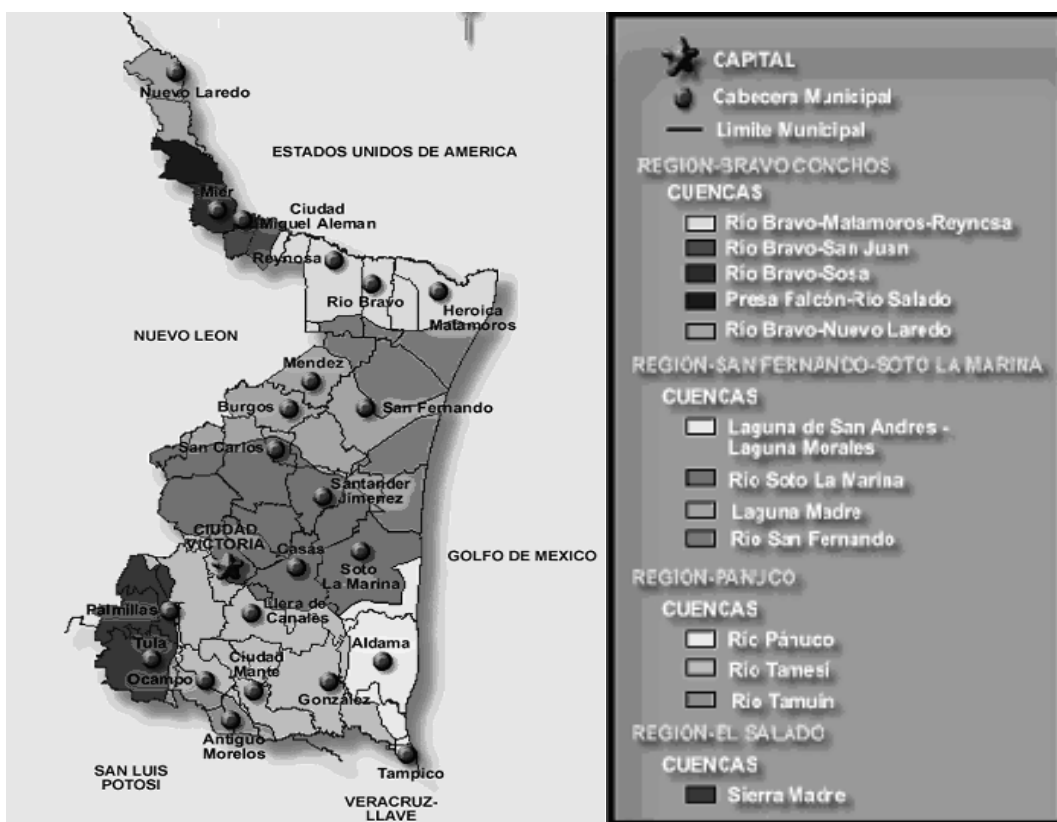 Nuevo Laredo
ESTADOS UNIDOS DE AMERICA
Mier
Ciudad
Miguel Aleman
Reynosa
Rio Bravo
Heroica
Matamoros
NUEVO LEON
Mendez
Burgos
San Fernando
San Carlos
Santander
Jimenez
CIUDAD
VICTORIA
Casas
Soto
La Marina
GOLFO DE MEXICO
Palmillas
Llera de
Canales
Tula
Aldama
Ciudad
Mante
Ocampo
González
Antiguo
Morelos
Tampico
SAN LUIS
POTOSI
VERACRUZ-
LLAVE
CAPITAL
Cabecera Municipal
Limite Municipal
REGION-BRAVO CONCHOS
CUENCAS
Río Bravo-Matamoros-Reynosa
Río Bravo-San Juan
Río Bravo-Sosa
Presa Falcón-Rio Salado
Río Bravo-Nuevo Laredo
REGION-SAN FERNANDO-SOTO LA MARINA
CUENCAS
Laguna de San Andres -
Laguna Morales
Río Soto La Marina
Laguna Madre
Río San Fernando
REGION-PANUCO
CUENCAS
Río Pánuco
Río Tamesí
Río Tamuín
REGION-EL SALADO
CUENCAS
Sierra Madre